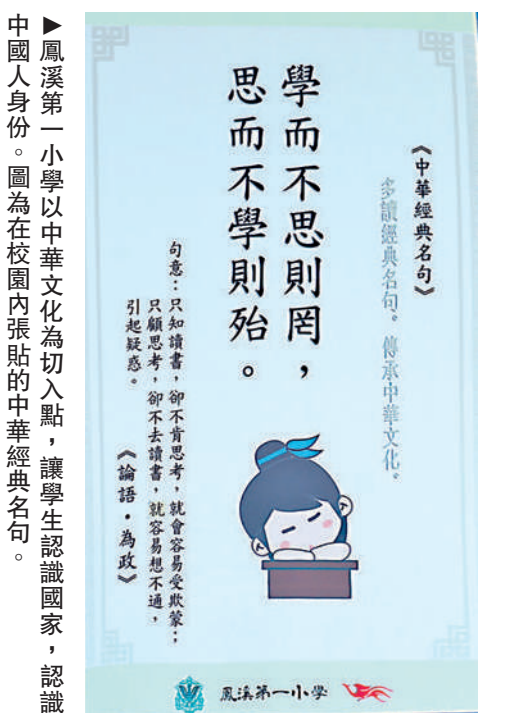 《中華經典名句》
多讀經典名句。傳承中華文化。
學而不思則罔，
思而不學則殆。
句意：只知讀書，卻不肯思考，就會容易受欺蒙；
只顧思考，卻不去讀書，就容易想不通，
引起疑惑。
《論語·為政》
鳳溪第一小學
▶鳳溪第一小學以中華文化為切入點，讓學生認識國家，認識
中國人身份。圖為在校園內張貼的中華經典名句。